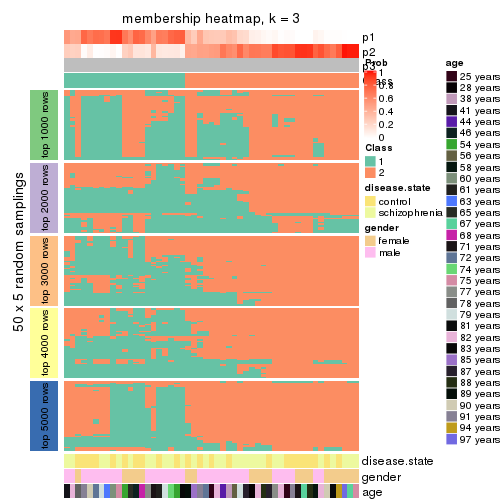 membership heatmap, k = 3
p1
p2
p3
Class
50 x 5 random samplings
top 1000 rows
top 2000 rows
top 3000 rows
top 4000 rows
top 5000 rows
disease.state
gender
age
Prob
1
0.8
0.6
0.4
0.2
0
Class
1
2
disease.state
control
schizophrenia
gender
female
male
age
25 years
28 years
38 years
41 years
44 years
46 years
54 years
56 years
58 years
60 years
61 years
63 years
65 years
67 years
68 years
71 years
72 years
74 years
75 years
77 years
78 years
79 years
81 years
82 years
83 years
85 years
87 years
88 years
89 years
90 years
91 years
94 years
97 years